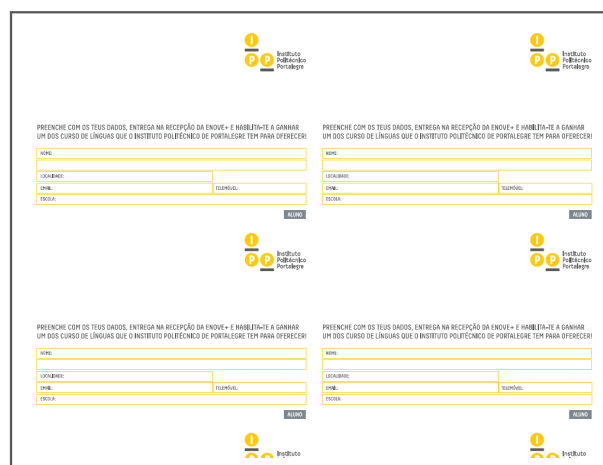 I
P P
Instituto
Politécnico
Portalegre
I
P P
Instituto
Politécnico
Portalegre
PREENCHE COM OS TEUS DADOS, ENTREGA NA RECEPÇÃO DA ENOVE+ E HABILITA-TE A GANHAR
UM DOS CURSO DE LÍNGUAS QUE O INSTITUTO POLITÉCNICO DE PORTALEGRE TEM PARA OFERECER!
NOME:
LOCALIDADE:
EMAIL: TELEMÓVEL:
ESCOLA:
ALUNO
PREENCHE COM OS TEUS DADOS, ENTREGA NA RECEPÇÃO DA ENOVE+ E HABILITA-TE A GANHAR
UM DOS CURSO DE LÍNGUAS QUE O INSTITUTO POLITÉCNICO DE PORTALEGRE TEM PARA OFERECER!
NOME:
LOCALIDADE:
EMAIL: TELEMÓVEL:
ESCOLA:
ALUNO
I
P P
Instituto
Politécnico
Portalegre
I
P P
Instituto
Politécnico
Portalegre
PREENCHE COM OS TEUS DADOS, ENTREGA NA RECEPÇÃO DA ENOVE+ E HABILITA-TE A GANHAR
UM DOS CURSO DE LÍNGUAS QUE O INSTITUTO POLITÉCNICO DE PORTALEGRE TEM PARA OFERECER!
NOME:
LOCALIDADE:
EMAIL: TELEMÓVEL:
ESCOLA:
ALUNO
PREENCHE COM OS TEUS DADOS, ENTREGA NA RECEPÇÃO DA ENOVE+ E HABILITA-TE A GANHAR
UM DOS CURSO DE LÍNGUAS QUE O INSTITUTO POLITÉCNICO DE PORTALEGRE TEM PARA OFERECER!
NOME:
LOCALIDADE:
EMAIL: TELEMÓVEL:
ESCOLA:
ALUNO
I
P P
Instituto
I
P P
Instituto